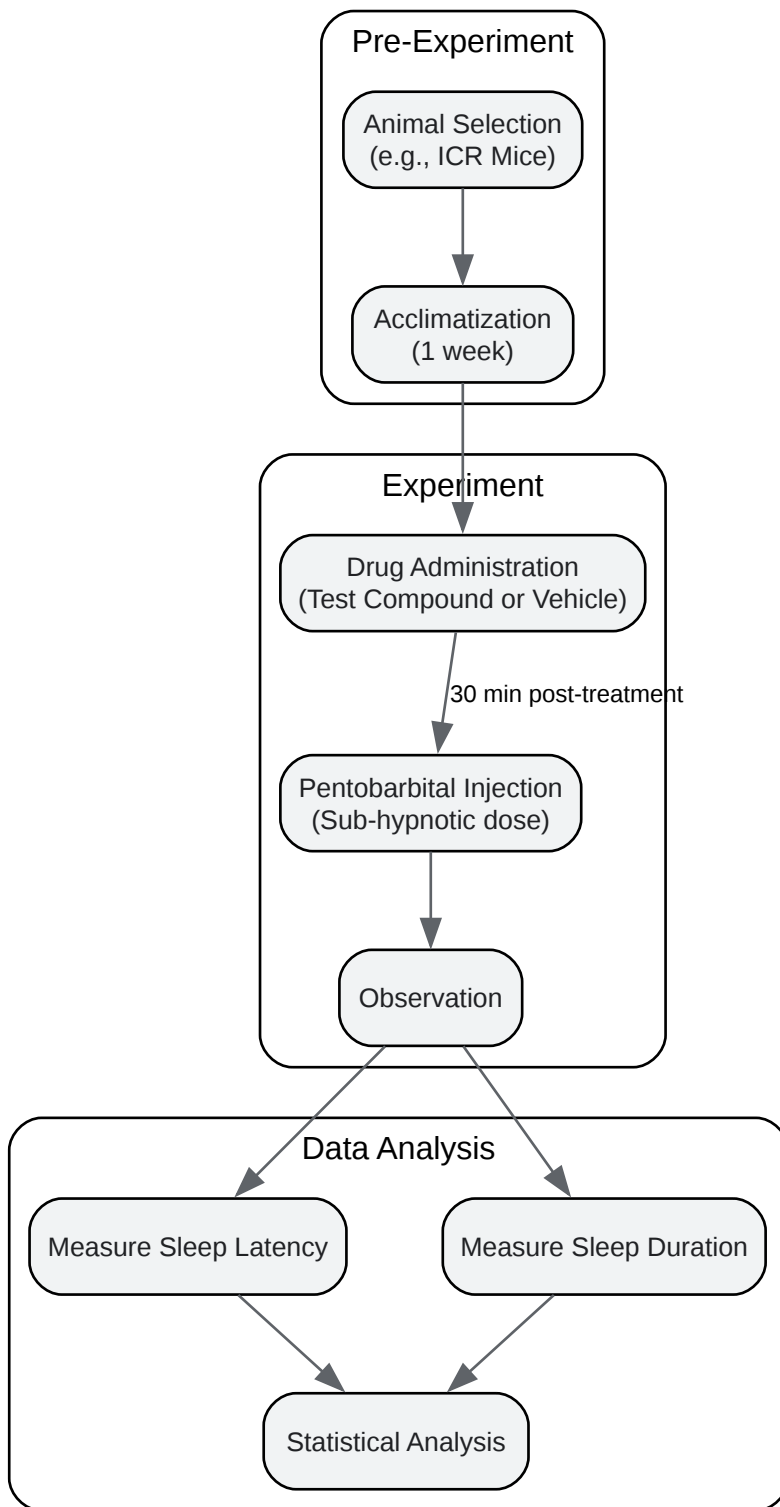 Pre-Experiment
Animal Selection
(e.g., ICR Mice)
Acclimatization
(1 week)
Experiment
Drug Administration
(Test Compound or Vehicle)
30 min post-treatment
Pentobarbital Injection
(Sub-hypnotic dose)
Observation
Data Analysis
Measure Sleep Latency
Measure Sleep Duration
Statistical Analysis